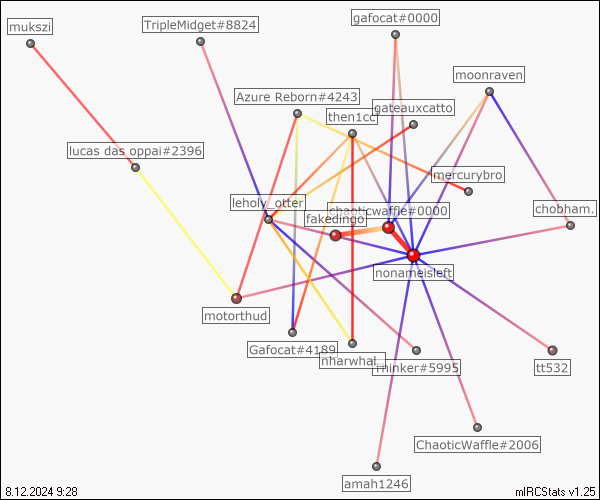 mukszi
TripleMidget#8824
gafocat#0000
moonraven
Azure Reborn#4243
gateauxcatto
then1cc
lucas das oppai#2396
mercurybro
leholy_otter
chaoticwaffle#0000
chobham.
fakedingo
nonameisleft
motorthud
Gafocat#4189
nharwhal_
rhinker#5995
tt532
ChaoticWaffle#2006
amah1246
8.12.2024 9:28
mIRCStats v1.25